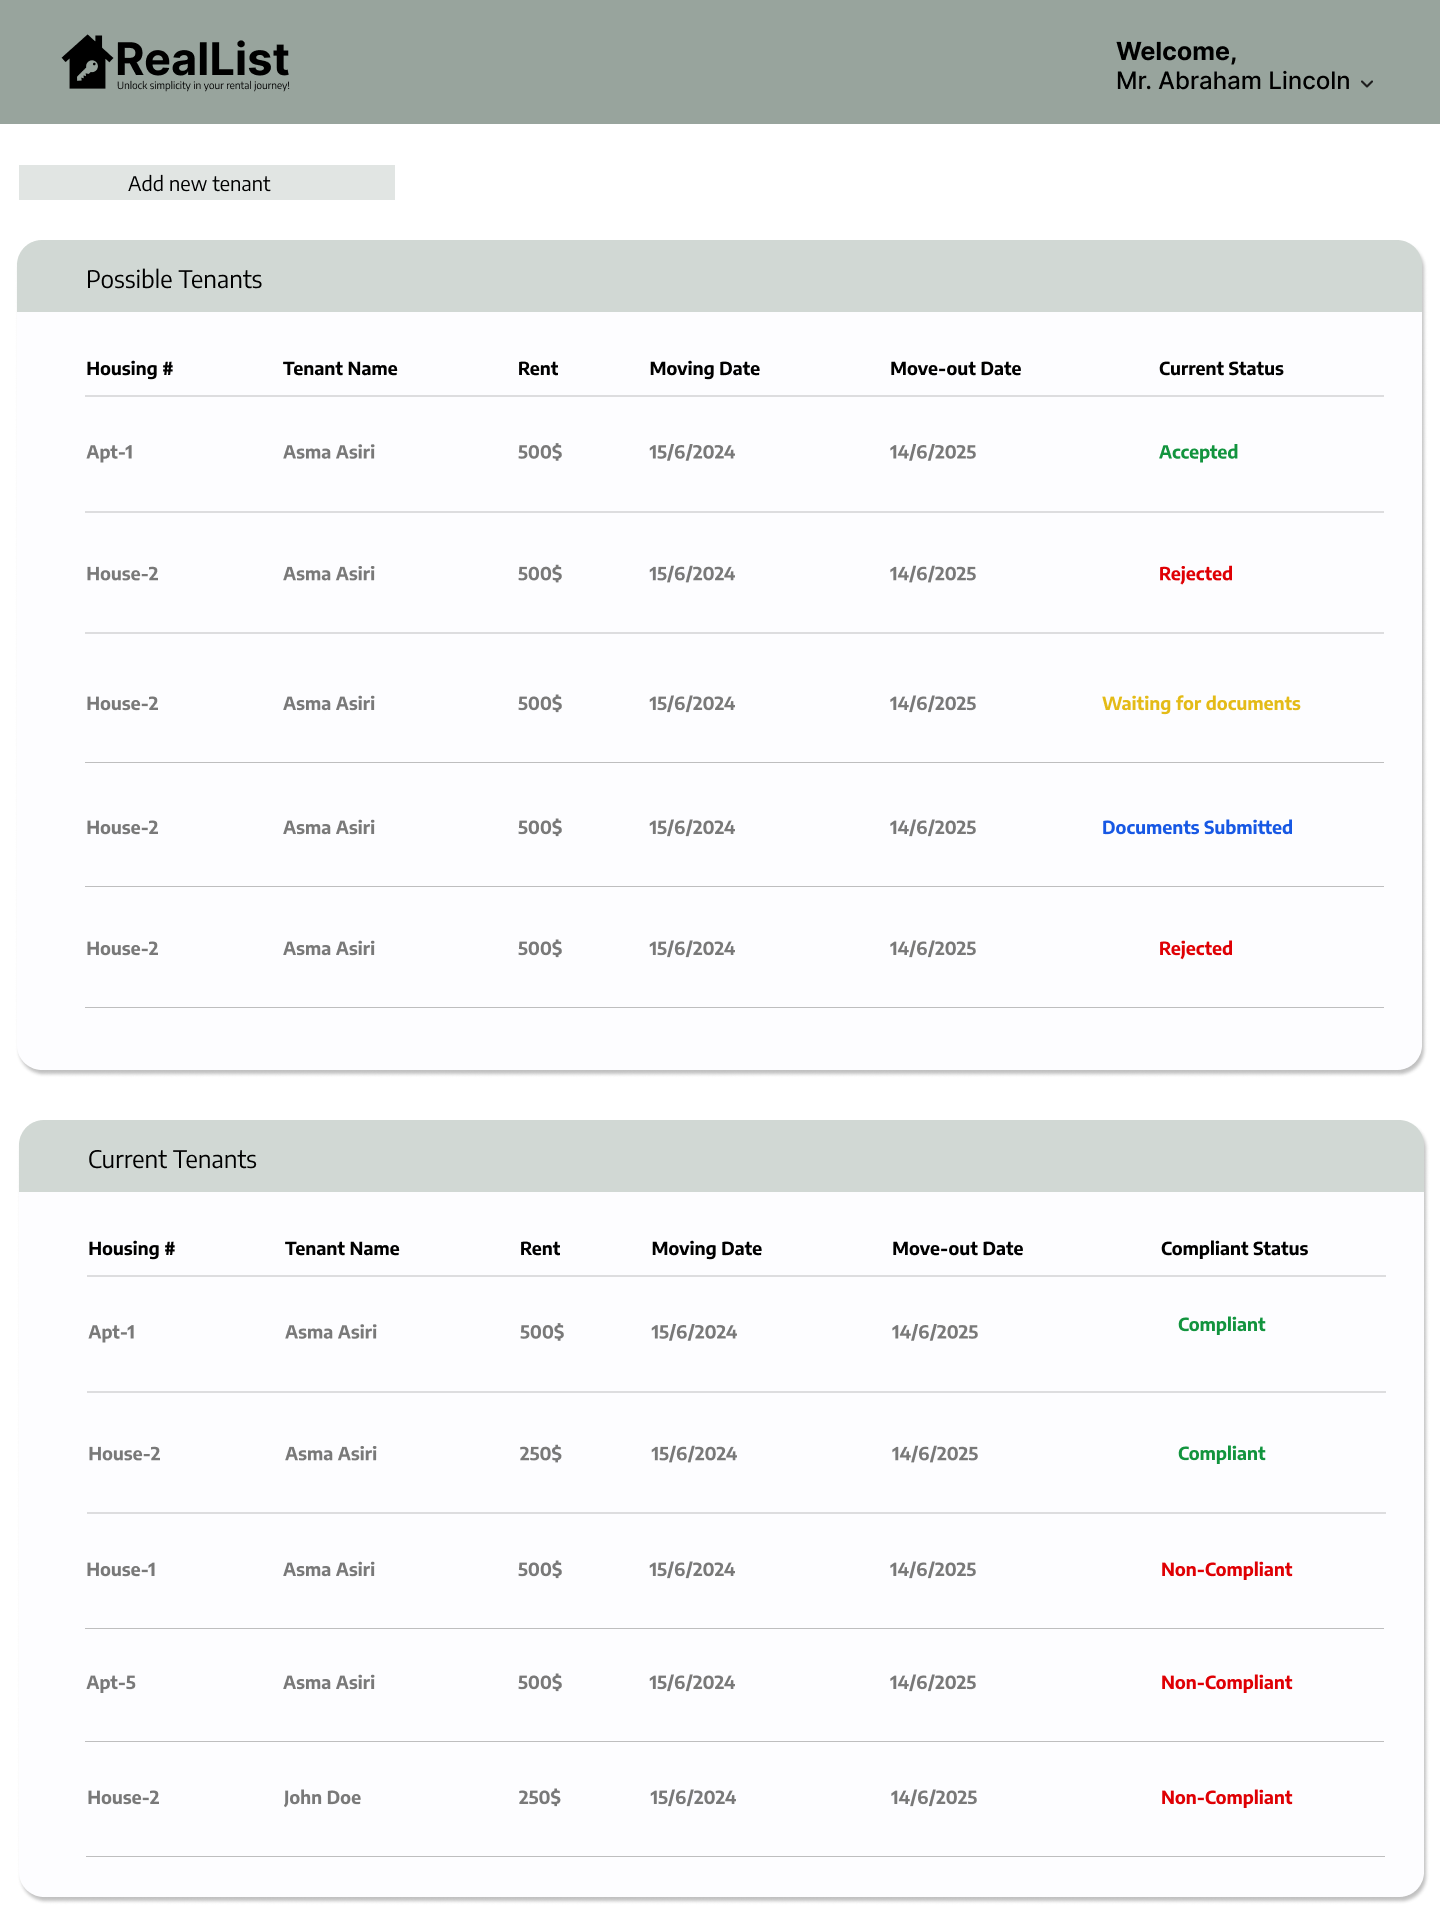 RealList
Unlock simplicity in your rental journey!
Welcome,
Mr. Abraham Lincoln
Add new tenant
Possible Tenants
Housing # Tenant Name Rent Moving Date Move-out Date Current Status
Apt-1 Asma Asiri 500$ 15/6/2024 14/6/2025 Accepted
House-2 Asma Asiri 500$ 15/6/2024 14/6/2025 Rejected
House-2 Asma Asiri 500$ 15/6/2024 14/6/2025 Waiting for documents
House-2 Asma Asiri 500$ 15/6/2024 14/6/2025 Documents Submitted
House-2 Asma Asiri 500$ 15/6/2024 14/6/2025 Rejected
Current Tenants
Housing # Tenant Name Rent Moving Date Move-out Date Compliant Status
Apt-1 Asma Asiri 500$ 15/6/2024 14/6/2025 Compliant
House-2 Asma Asiri 250$ 15/6/2024 14/6/2025 Compliant
House-1 Asma Asiri 500$ 15/6/2024 14/6/2025 Non-Compliant
Apt-5 Asma Asiri 500$ 15/6/2024 14/6/2025 Non-Compliant
House-2 John Doe 250$ 15/6/2024 14/6/2025 Non-Compliant